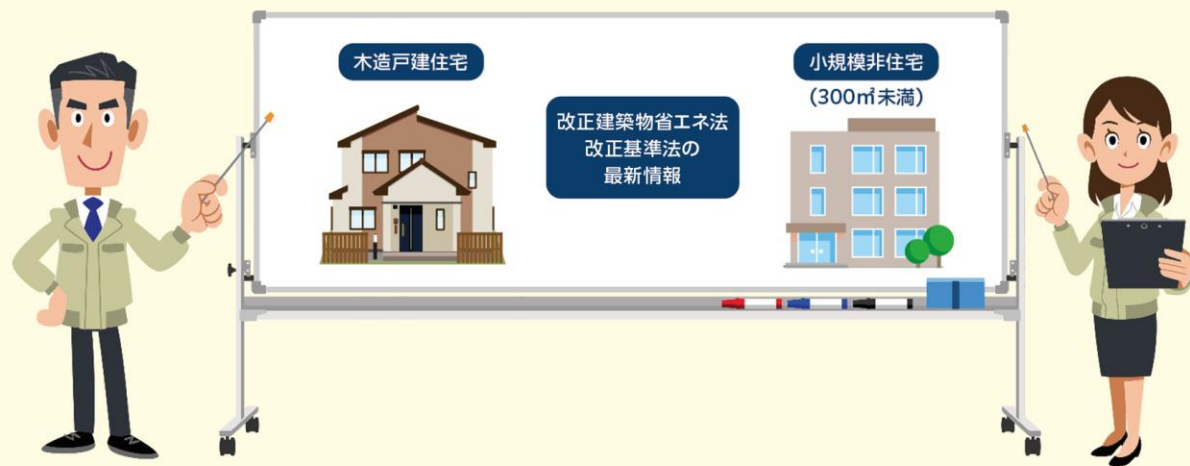 木造戸建住宅
改正建築物省エネ法
改正基準法の
最新情報
小規模非住宅
(300㎡未満)